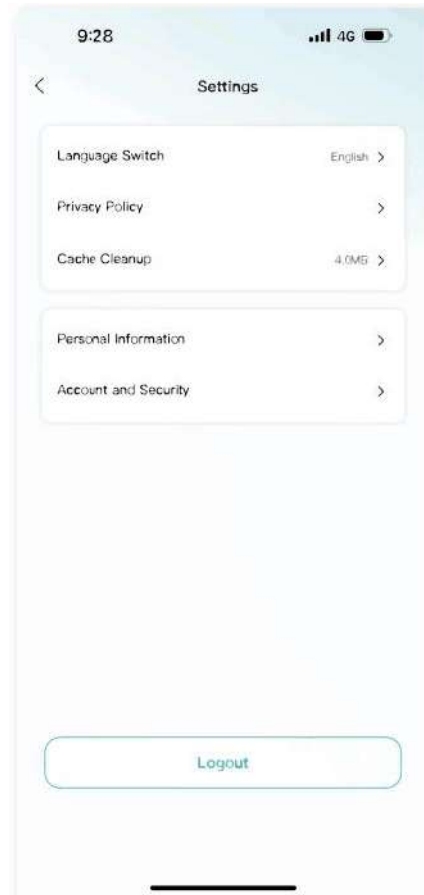 9:28 4G
Settings
Language Switch English
Privacy Policy
Cache Cleanup 4.0MB
Personal Information
Account and Security
Logout